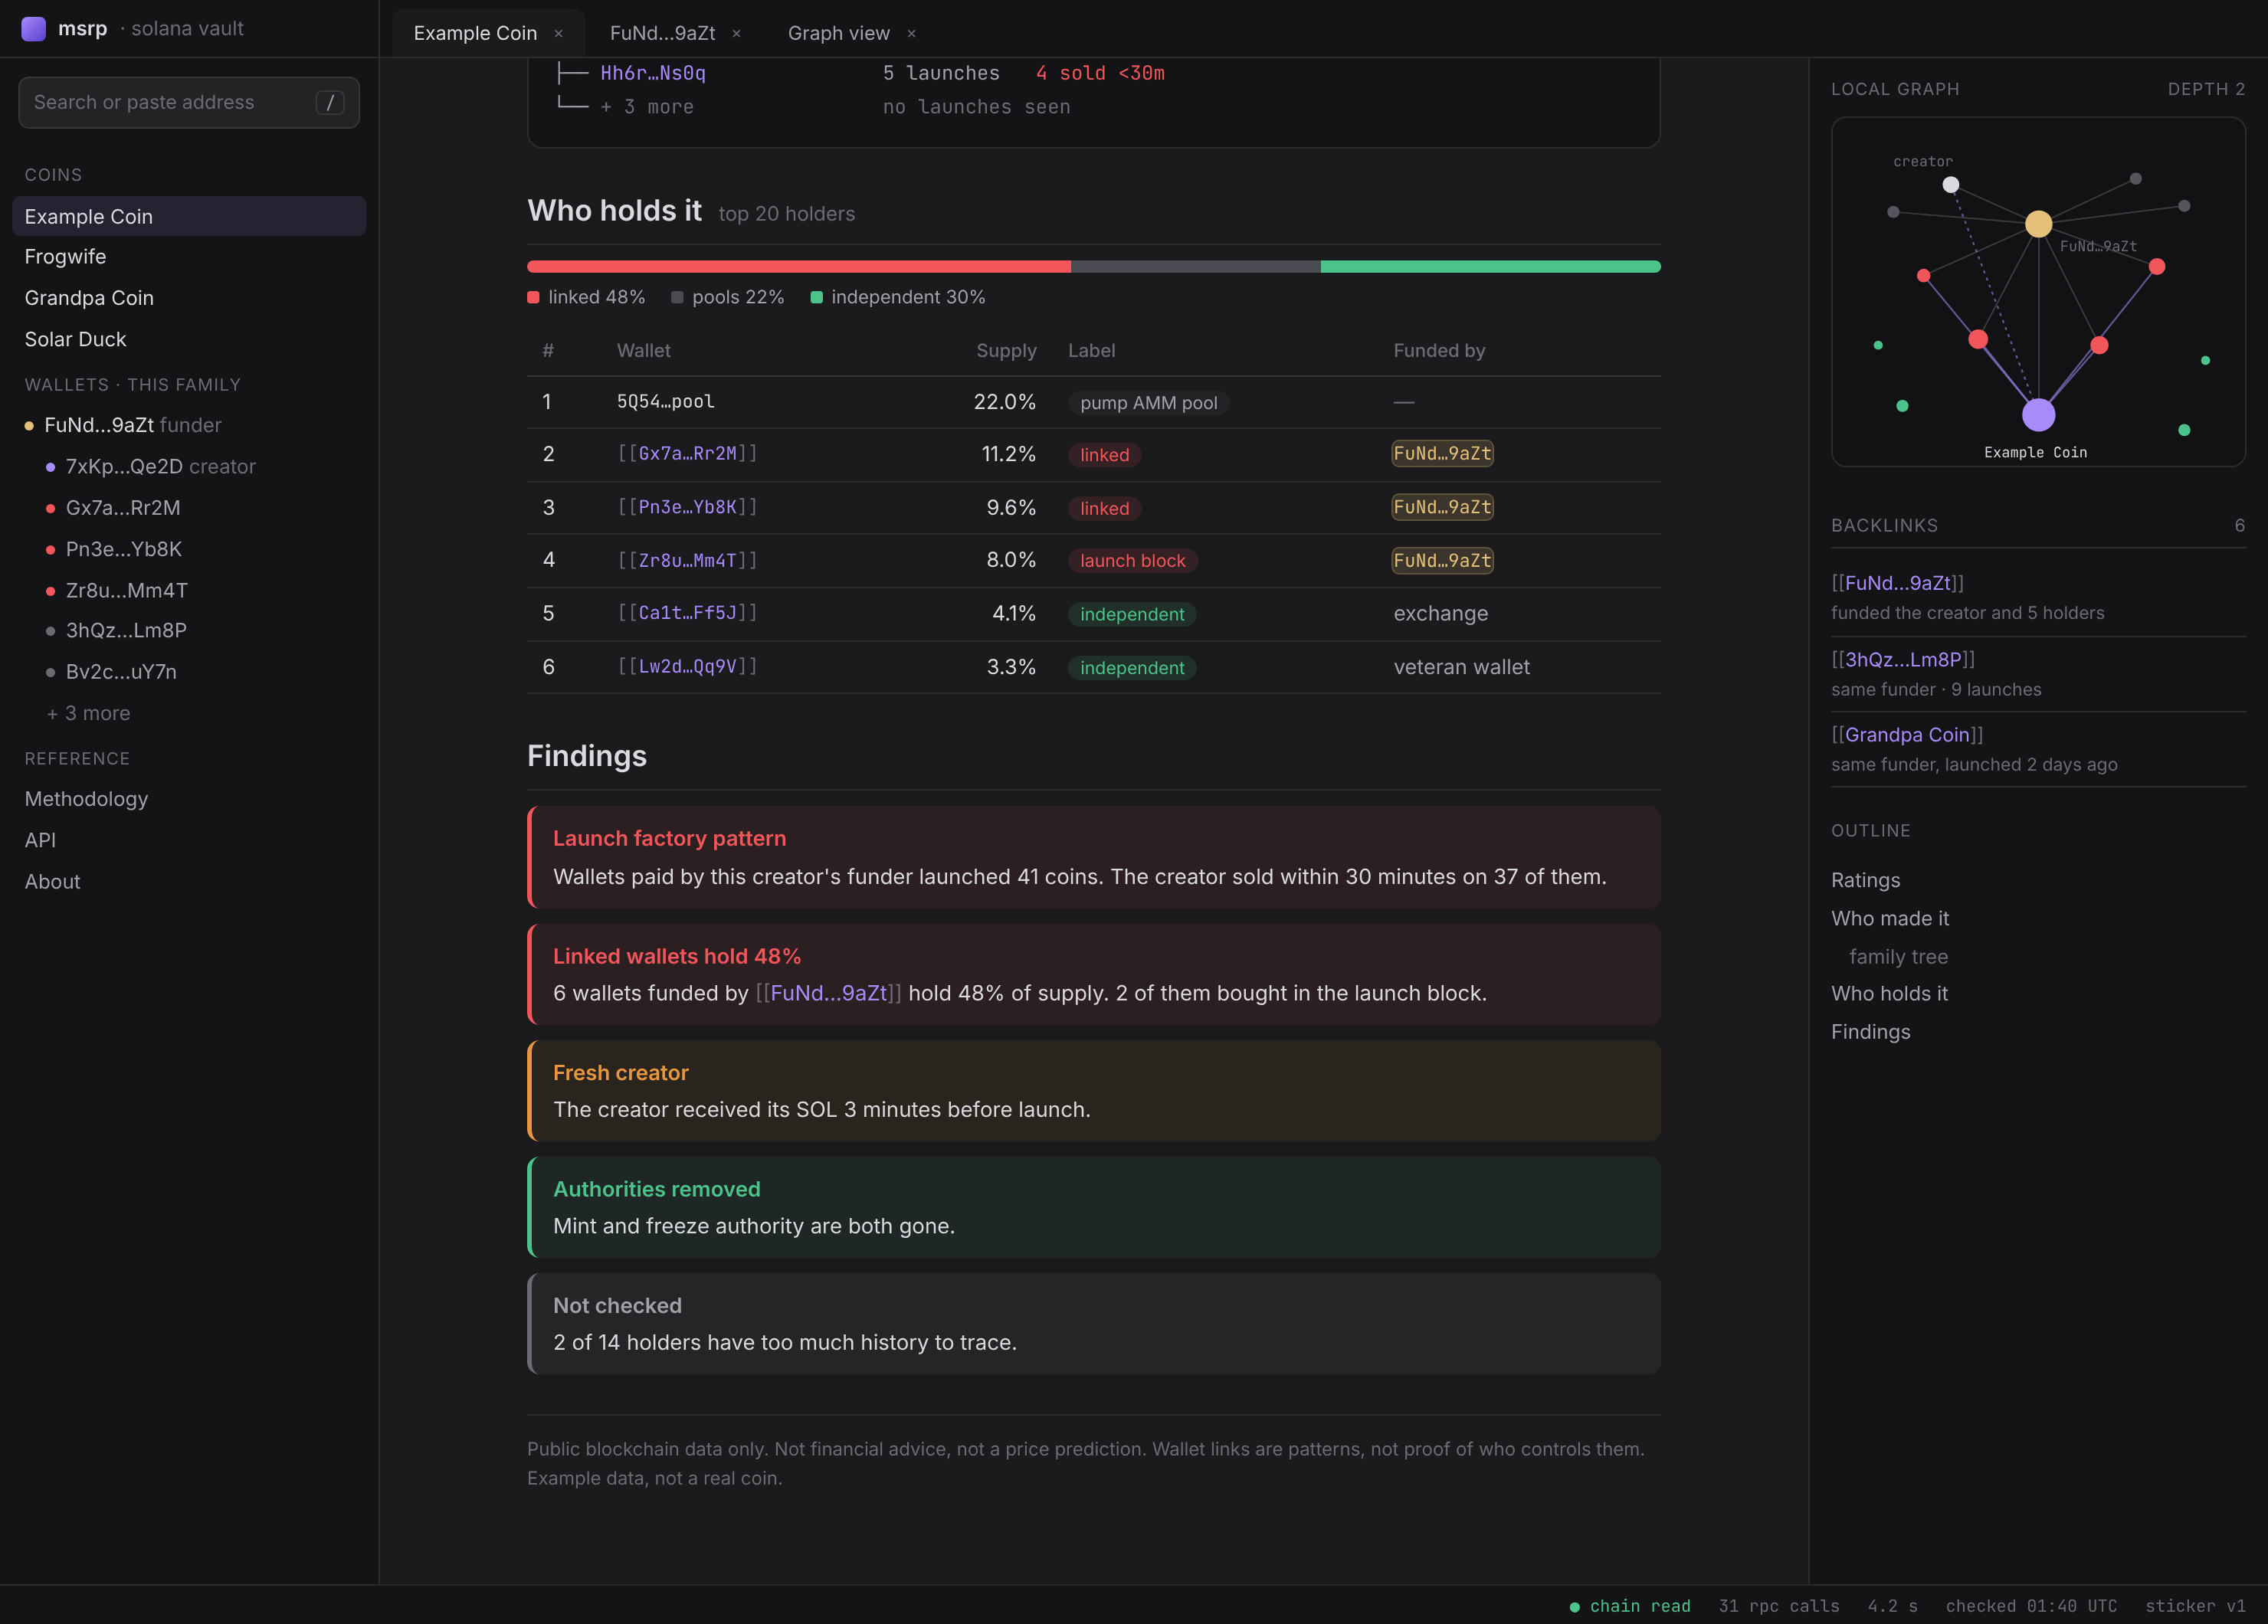 msrp · solana vault
Search or paste address /
COINS
Example Coin
Frogwife
Grandpa Coin
Solar Duck
WALLETS · THIS FAMILY
FuNd…9aZt funder
7xKp…Qe2D creator
Gx7a…Rr2M
Pn3e…Yb8K
Zr8u…Mm4T
3hQz…Lm8P
Bv2c…uY7n
+ 3 more
REFERENCE
Methodology
API
About
Example Coin × FuNd…9aZt × Graph view ×
├── Hh6r…Ns0q 5 launches 4 sold <30m
└── + 3 more no launches seen
Who holds it top 20 holders
linked 48% pools 22% independent 30%
# Wallet Supply Label Funded by
1 5Q54…pool 22.0% pump AMM pool —
2 [[Gx7a…Rr2M]] 11.2% linked FuNd…9aZt
3 [[Pn3e…Yb8K]] 9.6% linked FuNd…9aZt
4 [[Zr8u…Mm4T]] 8.0% launch block FuNd…9aZt
5 [[Ca1t…Ff5J]] 4.1% independent exchange
6 [[Lw2d…Qq9V]] 3.3% independent veteran wallet
Findings
Launch factory pattern
Wallets paid by this creator's funder launched 41 coins. The creator sold within 30 minutes on 37 of them.
Linked wallets hold 48%
6 wallets funded by [[FuNd…9aZt]] hold 48% of supply. 2 of them bought in the launch block.
Fresh creator
The creator received its SOL 3 minutes before launch.
Authorities removed
Mint and freeze authority are both gone.
Not checked
2 of 14 holders have too much history to trace.
Public blockchain data only. Not financial advice, not a price prediction. Wallet links are patterns, not proof of who controls them.
Example data, not a real coin.
LOCAL GRAPH DEPTH 2
creator
FuNd…9aZt
Example Coin
BACKLINKS 6
[[FuNd…9aZt]]
funded the creator and 5 holders
[[3hQz…Lm8P]]
same funder · 9 launches
[[Grandpa Coin]]
same funder, launched 2 days ago
OUTLINE
Ratings
Who made it
family tree
Who holds it
Findings
chain read 31 rpc calls 4.2 s checked 01:40 UTC sticker v1